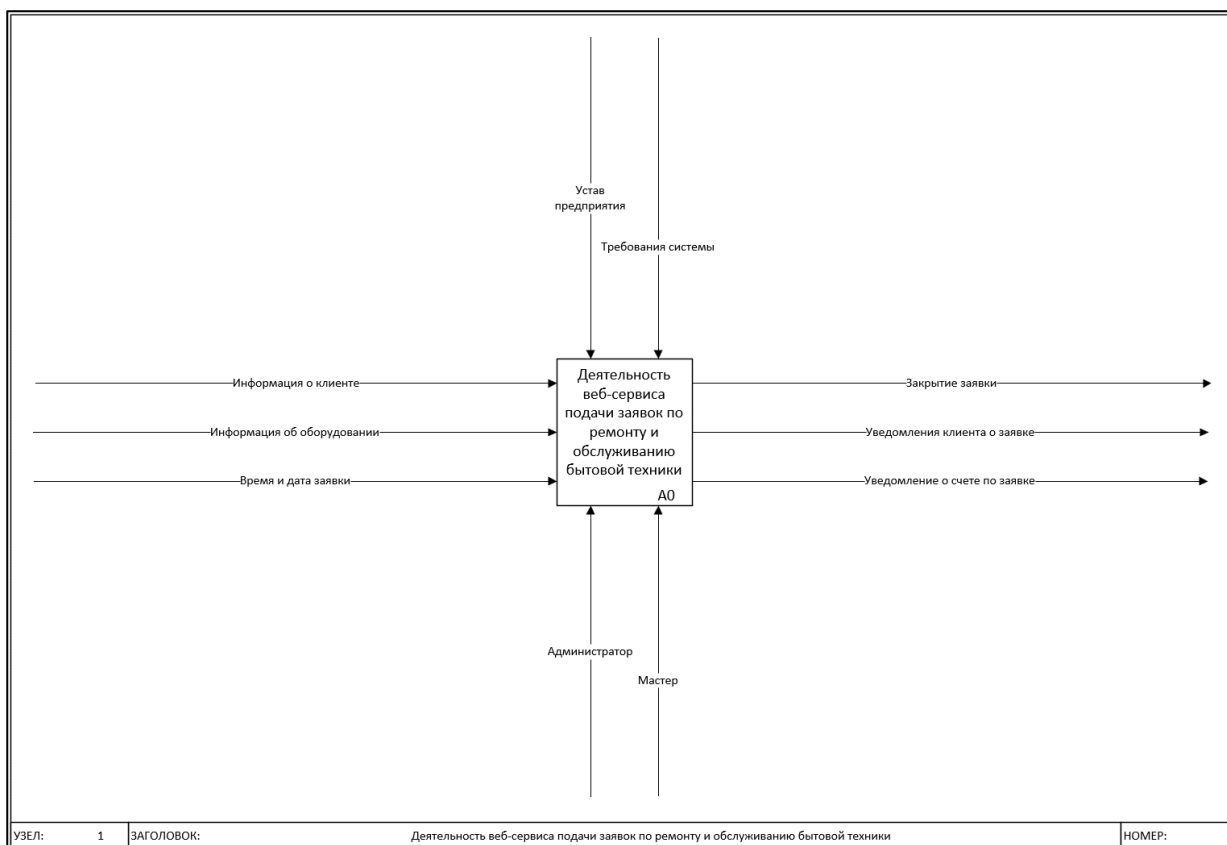 Устав
предприятия
Требования системы
Информация о клиенте
Информация об оборудовании
Время и дата заявки
Деятельность
веб-сервиса
подачи заявок по
ремонту и
обслуживанию
бытовой техники
A0
Закрытие заявки
Уведомления клиента о заявке
Уведомление о счете по заявке
Администратор
Мастер
УЗЕЛ: 1 ЗАГОЛОВОК: Деятельность веб-сервиса подачи заявок по ремонту и обслуживанию бытовой техники НОМЕР: